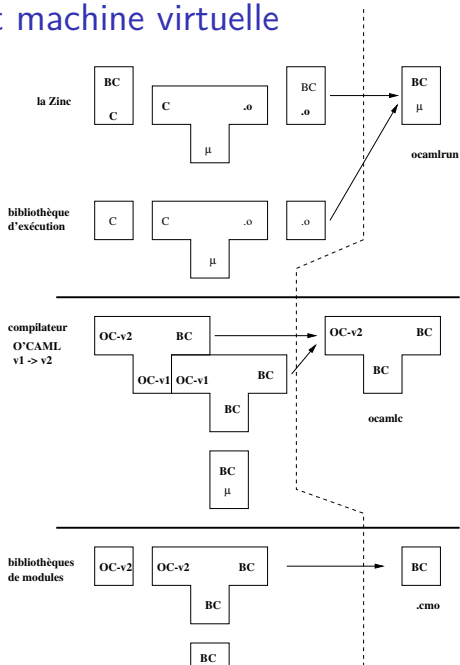 t machine virtuelle
la Zinc
BC
C
C .o
µ
BC
.o
BC
µ
ocamlrun
bibliothèque
d'exécution
C
C .o
µ
.o
compilateur
O'CAML
v1 -> v2
OC-v2 BC
OC-v1
OC-v1 BC
BC
BC
µ
OC-v2 BC
BC
ocamlc
bibliothèques
de modules
OC-v2
OC-v2 BC
BC
BC
BC
.cmo